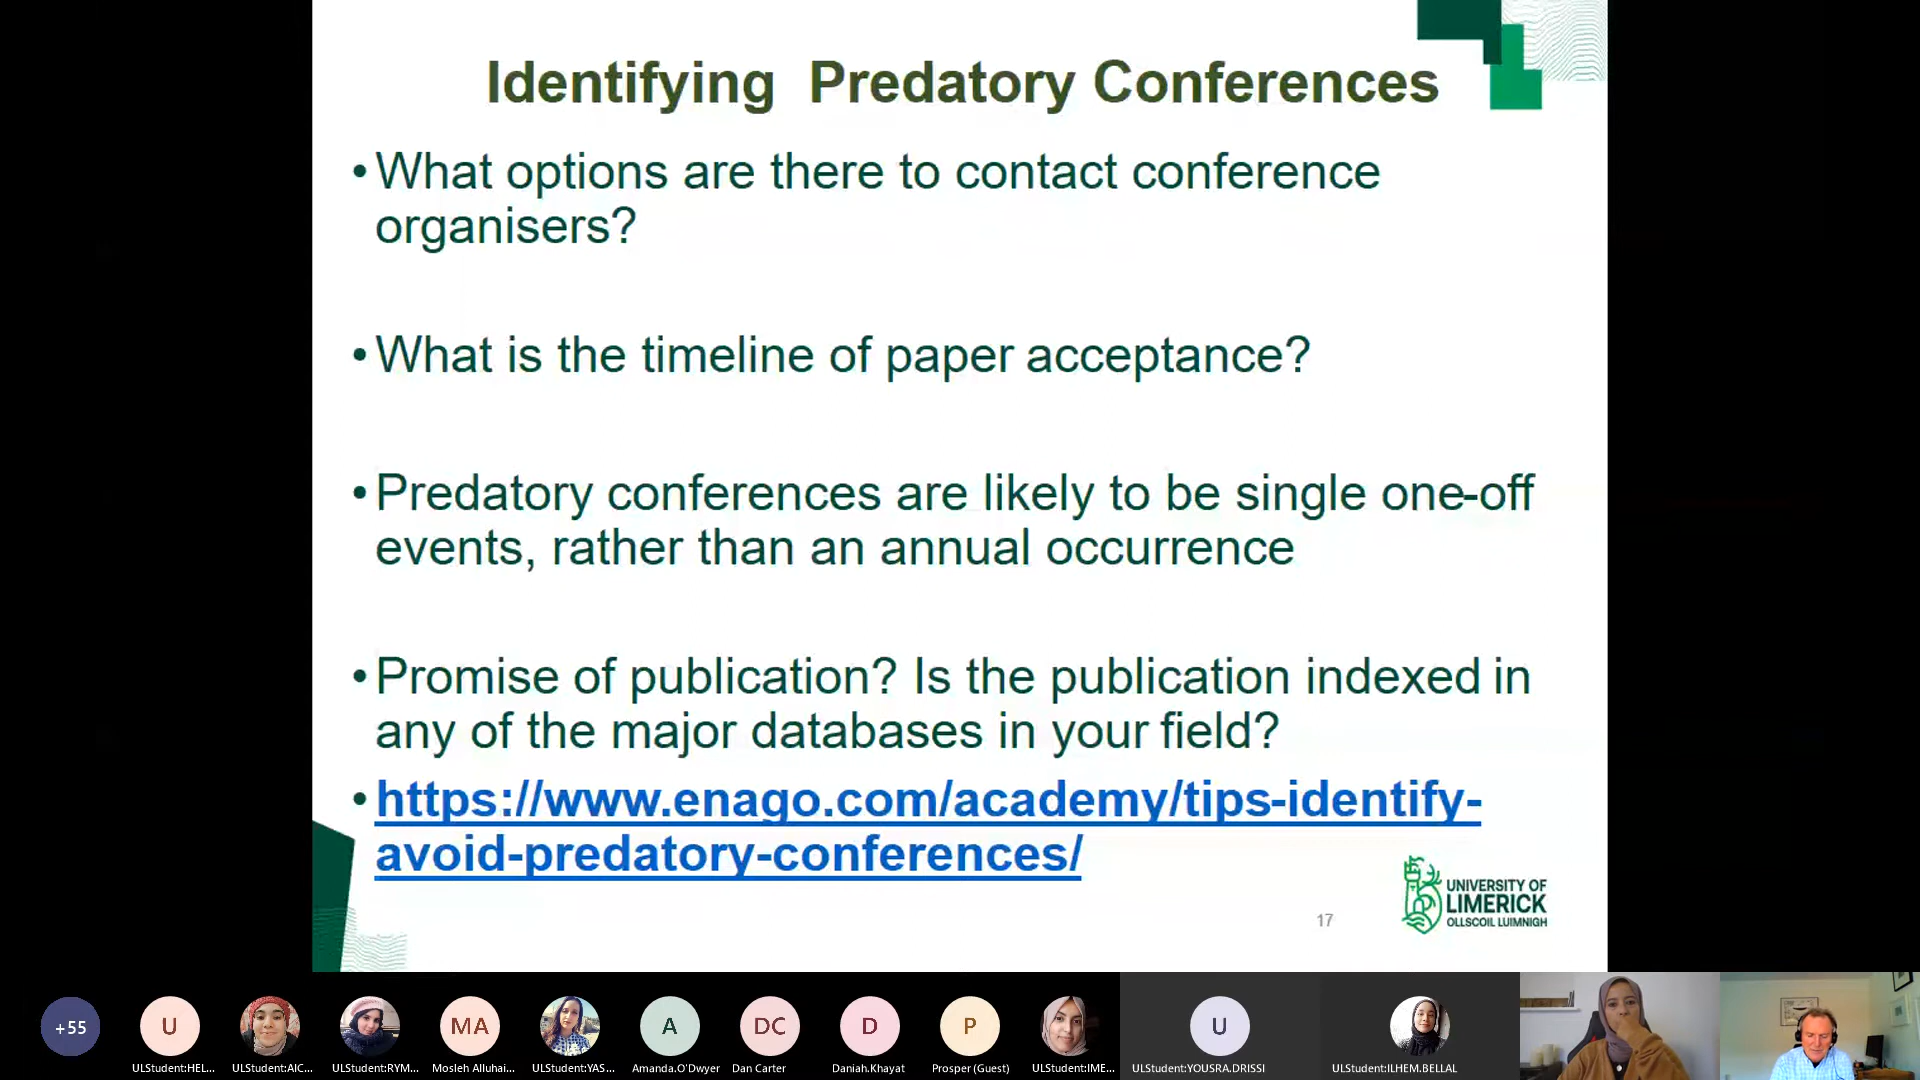 Identifying Predatory Conferences
• What options are there to contact conference
organisers?
• What is the timeline of paper acceptance?
• Predatory conferences are likely to be single one-off
events, rather than an annual occurrence
• Promise of publication? Is the publication indexed in
any of the major databases in your field?
• https://www.enago.com/academy/tips-identify-
avoid-predatory-conferences/
17
UNIVERSITY OF
LIMERICK
OLLSCOIL LUIMNIGH
+55
U
MA
A
DC
D
P
U
ULStudent:HEL...
ULStudent:AIC...
ULStudent:RYM...
Mosleh Alluhai...
ULStudent:YAS...
Amanda.O'Dwyer
Dan Carter
Daniah.Khayat
Prosper (Guest)
ULStudent:IME...
ULStudent:YOUSRA.DRISSI
ULStudent:ILHEM.BELLAL